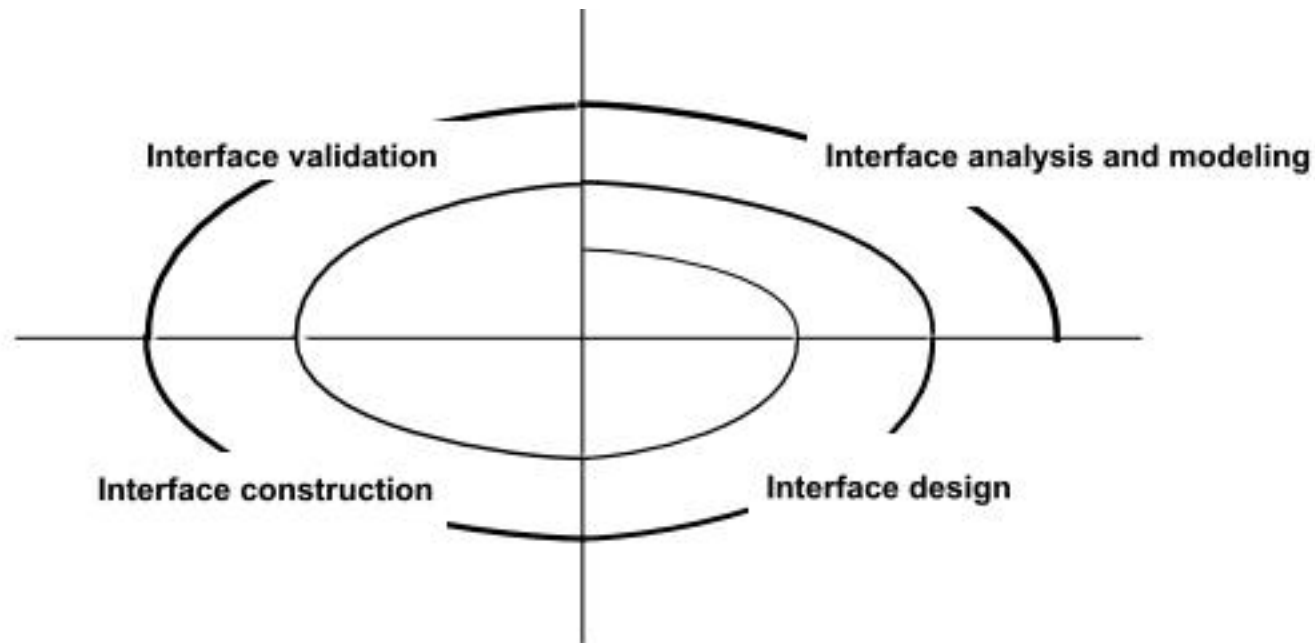 Interface validation
Interface analysis and modeling
Interface construction
Interface design